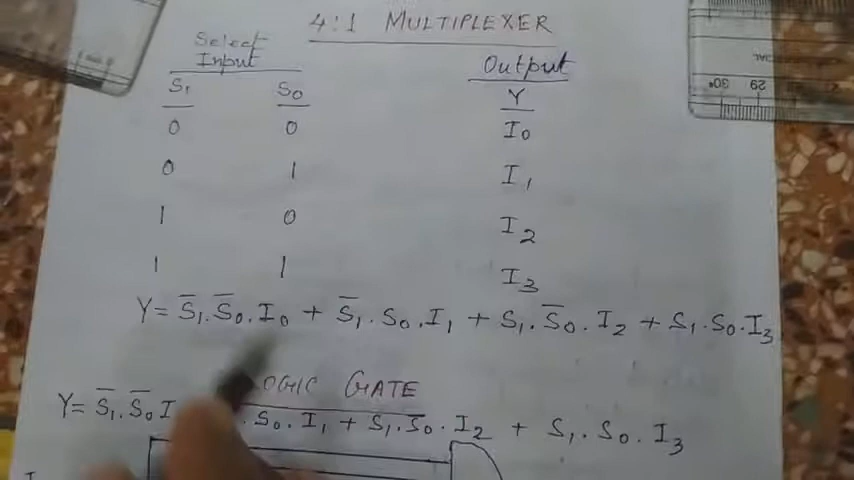 4:1 MULTIPLEXER
Select Input
Output
S₁ S₀ Y
0 0 I₀
0 1 I₁
1 0 I₂
1 1 I₃
Y= S̅₁.S̅₀.I₀ + S̅₁.S₀.I₁ + S₁.S̅₀.I₂ + S₁.S₀.I₃
GATE
Y= S̅₁.S̅₀ I S₀.I₁ + S₁.S̅₀.I₂ + S₁.S₀.I₃
30° 29